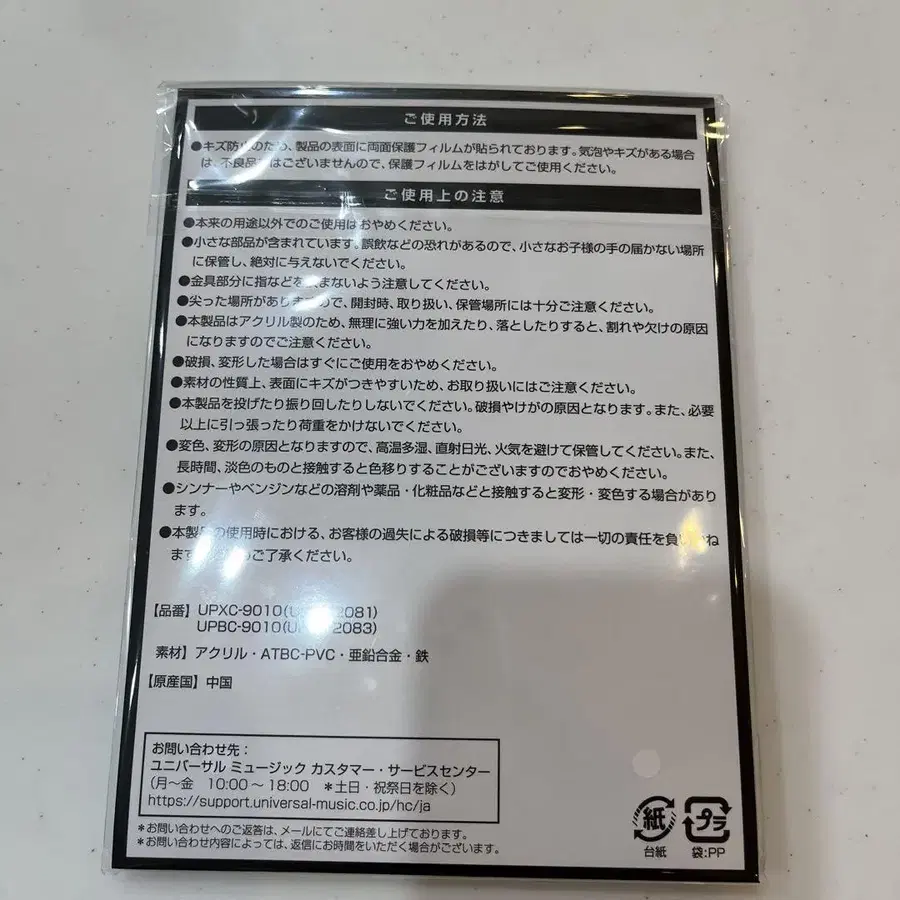 ご使用方法
●キズ防止のため、製品の表面に両面保護フィルムが貼られております。気泡やキズがある場合
は、不良品ではございませんので、保護フィルムをはがしてご使用ください。
ご使用上の注意
●本来の用途以外でのご使用はおやめください。
●小さな部品が含まれています。誤飲などの恐れがあるので、小さなお子様の手の届かない場所
に保管し、絶対に与えないでください。
●金具部分に指などを挟まないよう注意してください。
●尖った場所がありますので、開封時、取り扱い、保管場所には十分ご注意ください。
●本製品はアクリル製のため、無理に強い力を加えたり、落としたりすると、割れや欠けの原因
になりますのでご注意ください。
●破損、変形した場合はすぐにご使用をおやめください。
●素材の性質上、表面にキズがつきやすいため、お取り扱いにはご注意ください。
●本製品を投げたり振り回したりしないでください。破損やけがの原因となります。また、必要
以上に引っ張ったり荷重をかけないでください。
●変色、変形の原因となりますので、高温多湿、直射日光、火気を避けて保管してください。また、
長時間、淡色のものと接触すると色移りすることがございますのでおやめください。
●シンナーやベンジンなどの溶剤や薬品・化粧品などと接触すると変形・変色する場合があり
ます。
●本製品の使用時における、お客様の過失による破損等につきましては一切の責任を負いかね
ます ご了承ください。
【品番】 UPXC-9010( 2081)
UPBC-9010( 2083)
素材】 アクリル・ATBC-PVC・亜鉛合金・鉄
【原産国】 中国
お問い合わせ先：
ユニバーサル ミュージック カスタマー・サービスセンター
(月〜金 10:00〜18:00 *土日・祝祭日を除く)
https://support.universal-music.co.jp/hc/ja
*お問い合わせへのご返答は、メールにてご連絡差し上げております。
*お問い合わせ内容によっては、返信にお時間をいただく場合がございます。
紙 プラ
台紙 袋:PP